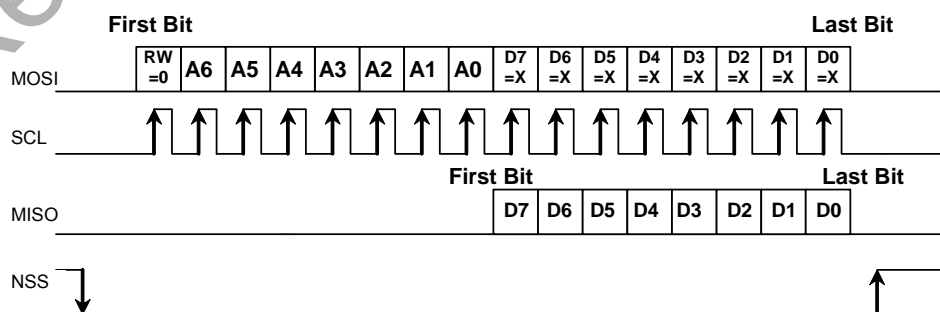 First Bit Last Bit
MOSI RW =0 A6 A5 A4 A3 A2 A1 A0 D7 =X D6 =X D5 =X D4 =X D3 =X D2 =X D1 =X D0 =X
SCL
First Bit Last Bit
MISO D7 D6 D5 D4 D3 D2 D1 D0
NSS